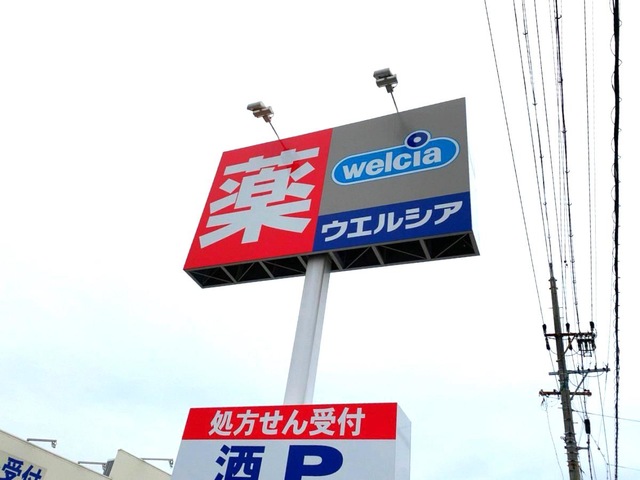 薬
welcia
ウエルシア
処方せん受付
酒 P
受付